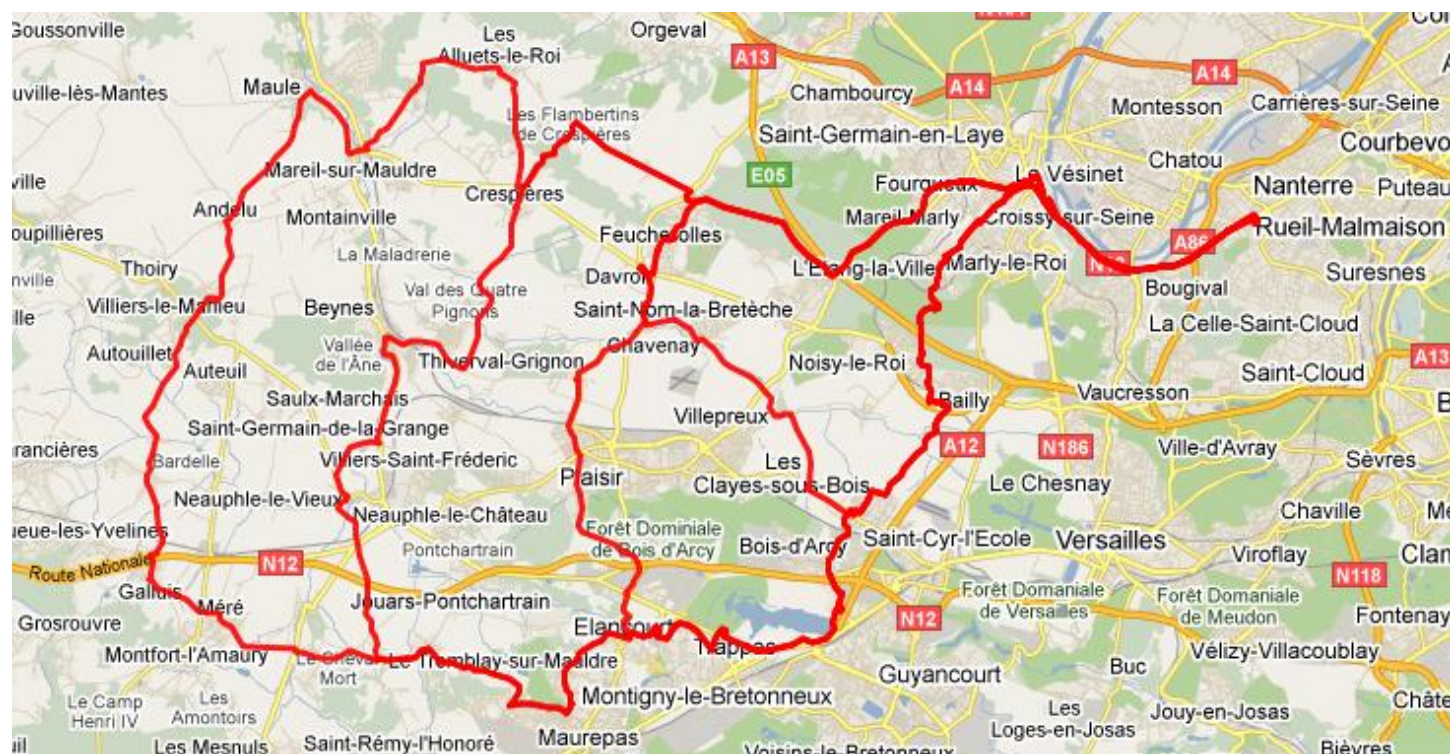 Goussonville
Les
Alluets-le-Roi
Orgeval
A13
Maule
Chambourcy
A14
A14
Montesson
Carrières-sur-Seine
Les Flambertins
de Crespières
Saint-Germain-en-Laye
Courbevo
Mareil-sur-Mauldre
Crespières
E05
Fourqueux
Le Vésinet
Chatou
Nanterre
Puteau
ville
Andelu
Montainville
Mareil-Marly
Croissy-sur-Seine
Rueil-Malmaison
oupillières
La Maladrerie
Feucherolles
A86
Thoiry
Davron
L'Étang-la-Ville
Marly-le-Roi
Suresnes
Villiers-le-Mahieu
Beynes
Val des Quatre
Pignons
Saint-Nom-la-Bretèche
Bougival
La Celle-Saint-Cloud
Autouillet
Vallée
de l'Âne
Thiverval-Grignon
Chavenay
Noisy-le-Roi
A13
Auteuil
Saulx-Marchais
Vaucresson
Saint-Cloud
Villepreux
Bailly
Saint-Germain-de-la-Grange
A12
N186
Ville-d'Avray
arancières
Bardelle
Villiers-Saint-Fréderic
Plaisir
Les
Clayes-sous-Bois
Le Chesnay
Sèvres
Neauphle-le-Vieux
Neauphle-le-Château
Forêt Dominiale
de Bois d'Arcy
Chaville
ueue-les-Yvelines
Pontchartrain
Bois-d'Arcy
Saint-Cyr-l'Ecole
Versailles
Viroflay
Route Nationale
N12
N118
Galluis
Méré
Jouars-Pontchartrain
Forêt Domaniale
de Versailles
Forêt Domaniale
de Meudon
Fontenay
Grosrouvre
Elancourt
Trappes
N12
Montfort-l'Amaury
Le Cheval
Mort
Le Tremblay-sur-Mauldre
Guyancourt
Buc
Vélizy-Villacoublay
Le Camp
Henri IV
Les
Amontoirs
Montigny-le-Bretonneux
Les
Loges-en-Josas
Jouy-en-Josas
Les Mesnuls
Saint-Rémy-l'Honoré
Maurepas
Voisins-le-Bretonneux
Bièvres